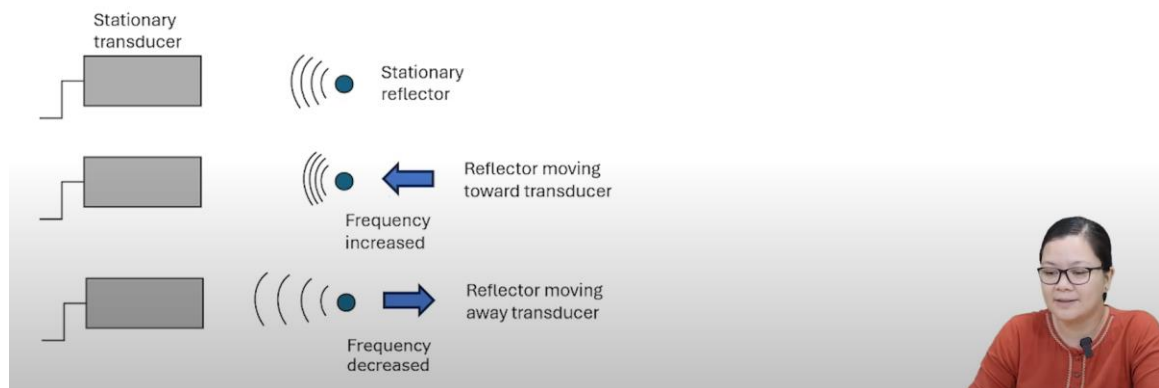 Stationary
transducer
Stationary
reflector
Reflector moving
toward transducer
Frequency
increased
Reflector moving
away transducer
Frequency
decreased